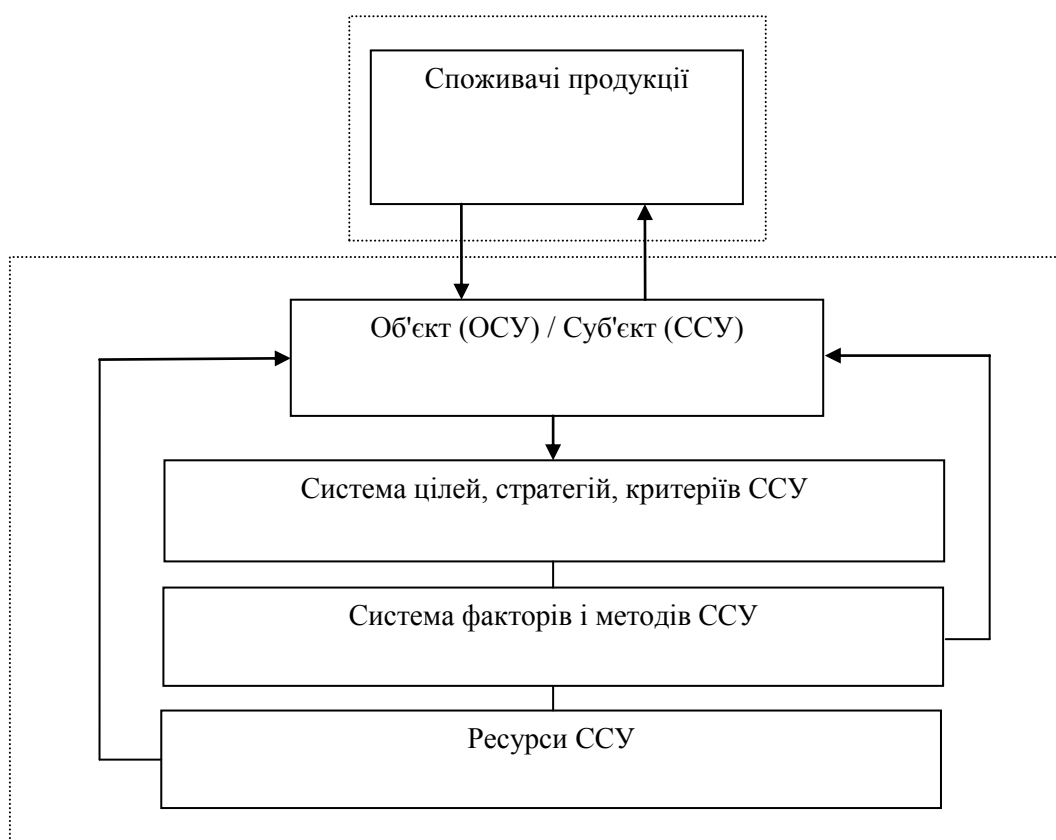 Споживачі продукції
Об'єкт (ОСУ) / Суб'єкт (ССУ)
Система цілей, стратегій, критеріїв ССУ
Система факторів і методів ССУ
Ресурси ССУ